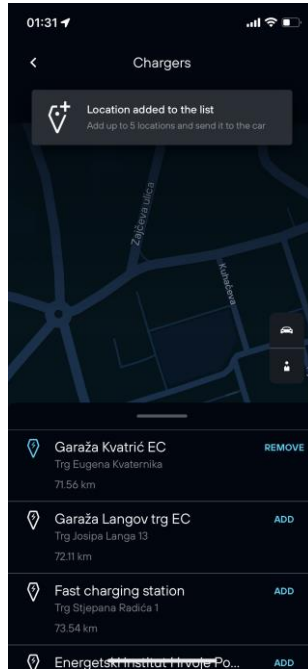 01:31
Chargers
Location added to the list
Add up to 5 locations and send it to the car
Zajčeva ulica
Kuhačeva
Garaža Kvatrić EC
REMOVE
Trg Eugena Kvaternika
71.56 km
Garaža Langov trg EC
ADD
Trg Josipa Langa 13
72.11 km
Fast charging station
ADD
Trg Stjepana Radića 1
73.54 km
Energetski Institut Hrvoje Po...
ADD